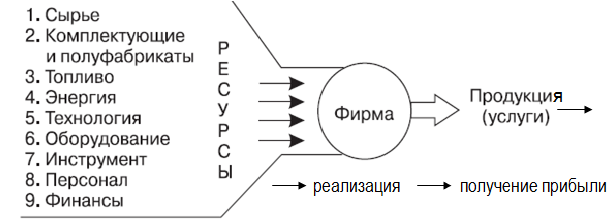 1. Сырье
2. Комплектующие
и полуфабрикаты
3. Топливо
4. Энергия
5. Технология
6. Оборудование
7. Инструмент
8. Персонал
9. Финансы
РЕСУРСЫ
Фирма
Продукция
(услуги)
реализация
получение прибыли